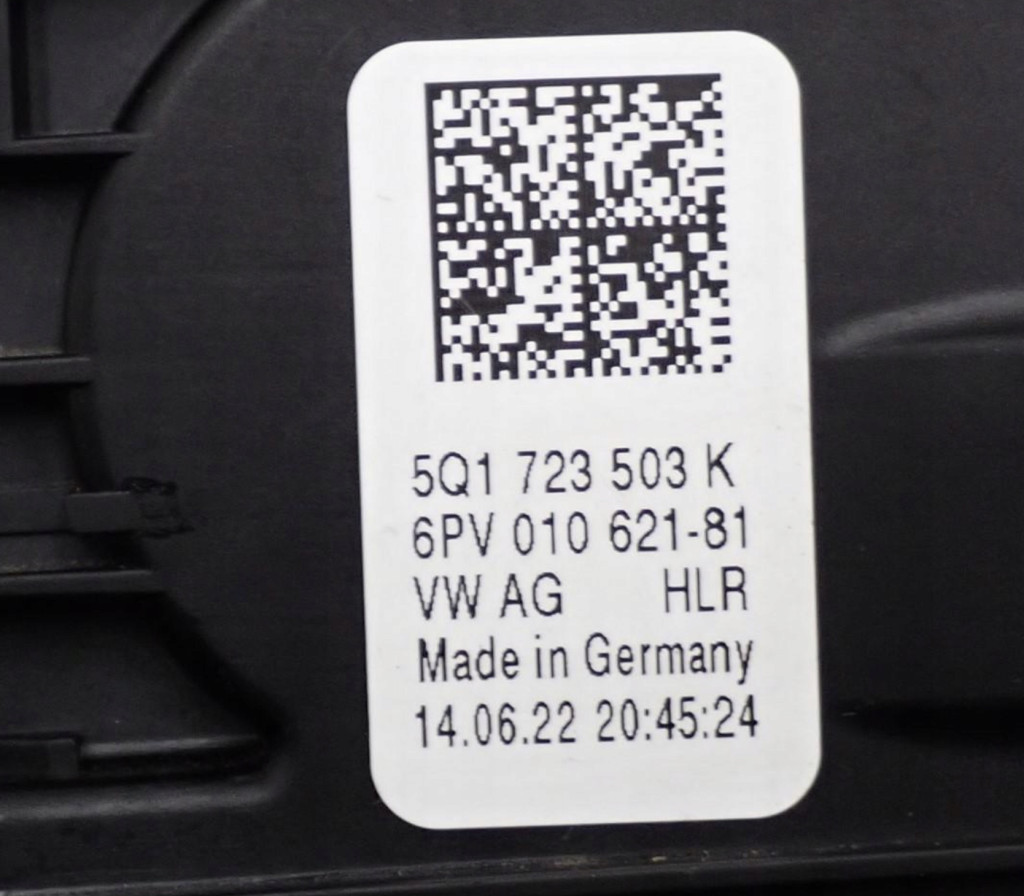 5Q1 723 503 K
6PV 010 621-81
VW AG HLR
Made in Germany
14.06.22 20:45:24